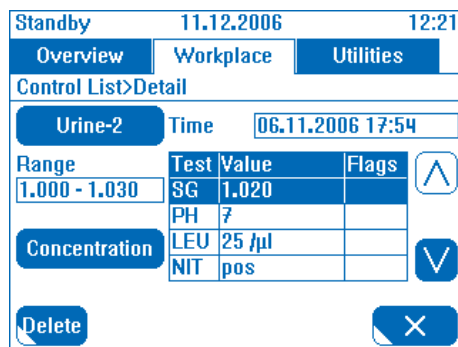 Standby 11.12.2006 12:21
Overview Workplace Utilities
Control List>Detail
Urine-2 Time 06.11.2006 17:54
Range
1.000 - 1.030
Concentration
Test Value Flags
SG 1.020
PH 7
LEU 25 /µl
NIT pos
Delete